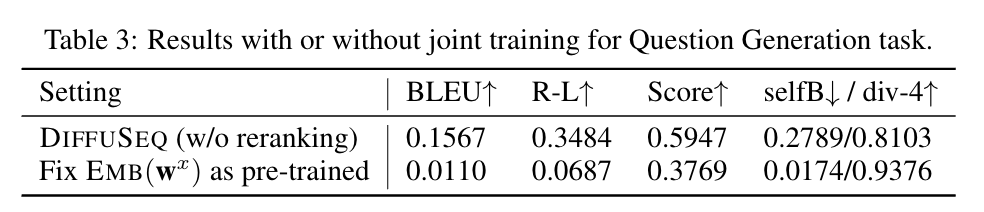 Table 3: Results with or without joint training for Question Generation task.
Setting BLEU↑ R-L↑ Score↑ selfB↓ / div-4↑
DIFFUSEQ (w/o reranking) 0.1567 0.3484 0.5947 0.2789/0.8103
Fix EMB(wˣ) as pre-trained 0.0110 0.0687 0.3769 0.0174/0.9376